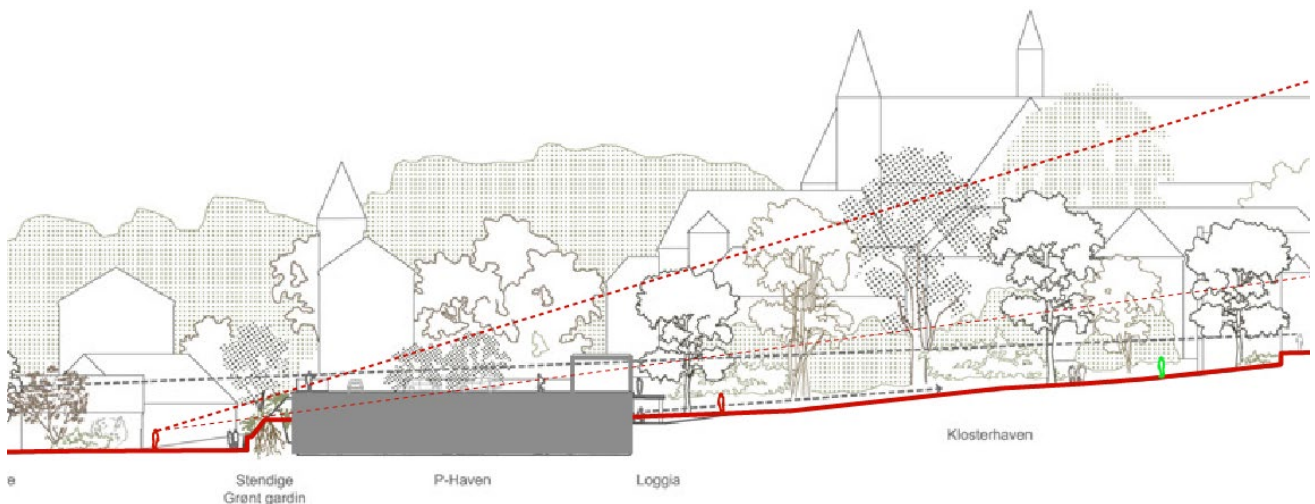 e
Stendige
Grønt gardin
P-Haven
Loggia
Klosterhaven